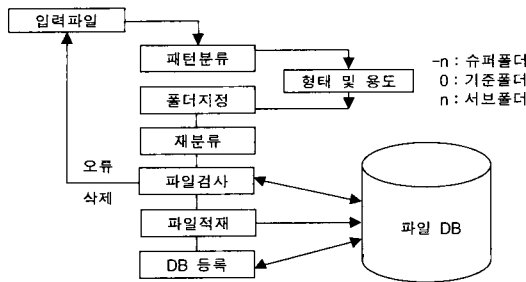 입력파일
패턴분류
형태 및 용도
-n : 슈퍼폴더
0 : 기준폴더
n : 서브폴더
폴더지정
재분류
오류
삭제
파일검사
파일적재
파일 DB
DB 등록